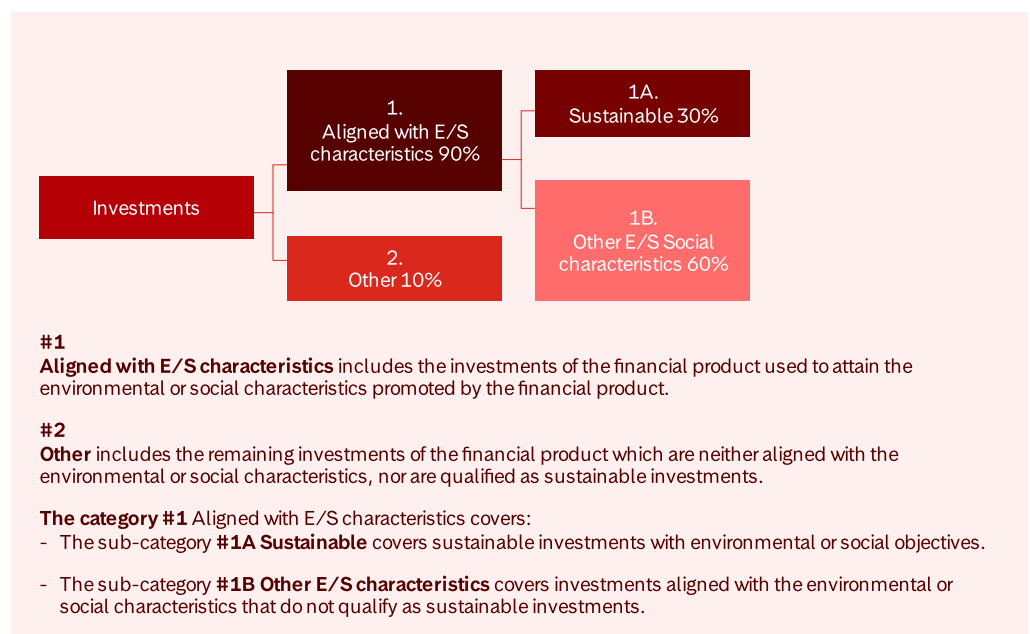 Investments
1.
Aligned with E/S
characteristics 90%
2.
Other 10%
1A.
Sustainable 30%
1B.
Other E/S Social
characteristics 60%
#1
Aligned with E/S characteristics includes the investments of the financial product used to attain the
environmental or social characteristics promoted by the financial product.
#2
Other includes the remaining investments of the financial product which are neither aligned with the
environmental or social characteristics, nor are qualified as sustainable investments.
The category #1 Aligned with E/S characteristics covers:
- The sub-category #1A Sustainable covers sustainable investments with environmental or social objectives.
- The sub-category #1B Other E/S characteristics covers investments aligned with the environmental or
social characteristics that do not qualify as sustainable investments.